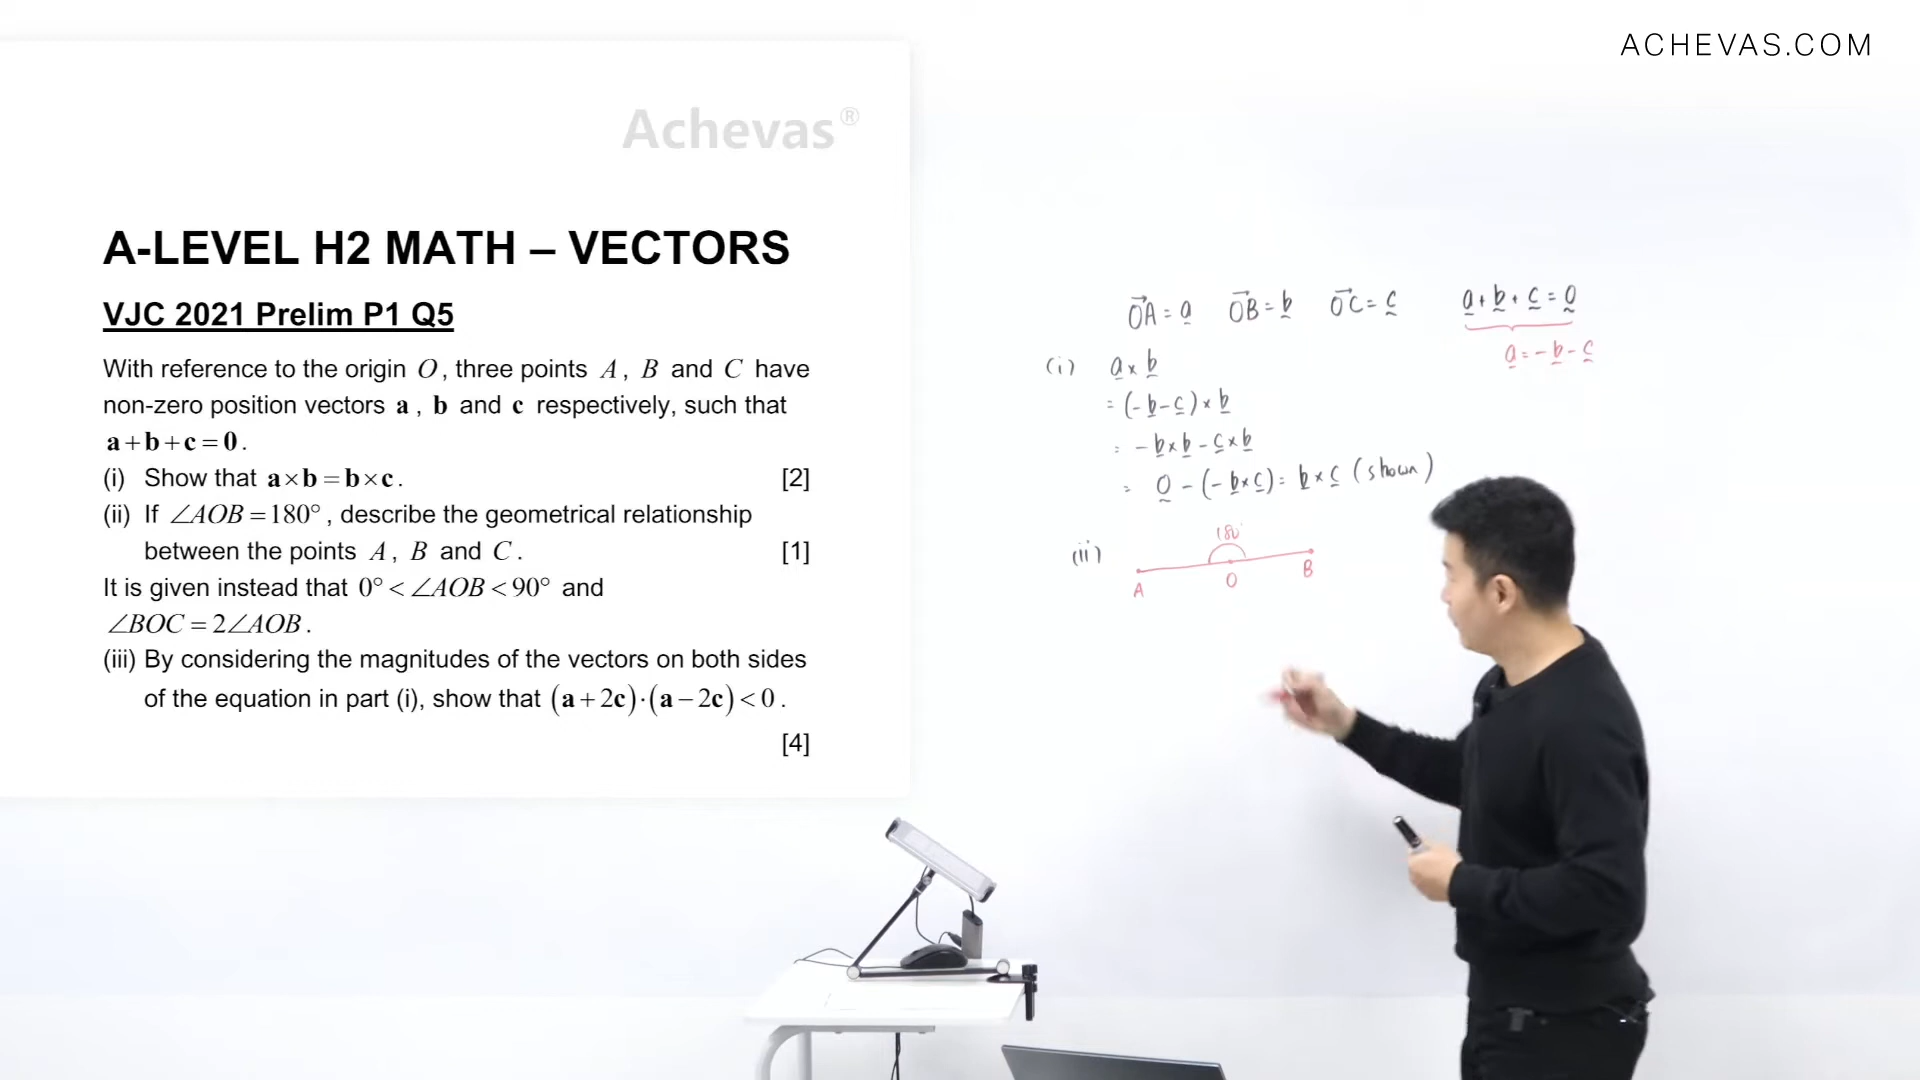 ACHEVAS.COM
Achevas®
A-LEVEL H2 MATH – VECTORS
VJC 2021 Prelim P1 Q5
With reference to the origin O, three points A, B and C have
non-zero position vectors a, b and c respectively, such that
a+b+c=0.
(i) Show that a×b=b×c. [2]
(ii) If ∠AOB=180°, describe the geometrical relationship
between the points A, B and C. [1]
It is given instead that 0°<∠AOB<90° and
∠BOC=2∠AOB.
(iii) By considering the magnitudes of the vectors on both sides
of the equation in part (i), show that (a+2c)·(a−2c)<0.
[4]
OA=a OB=b OC=c a+b+c=0
a=-b-c
(i) a×b
=(-b-c)×b
= -b×b-c×b
= 0-(-b×c)= b×c (shown)
(ii) 180°
A O B